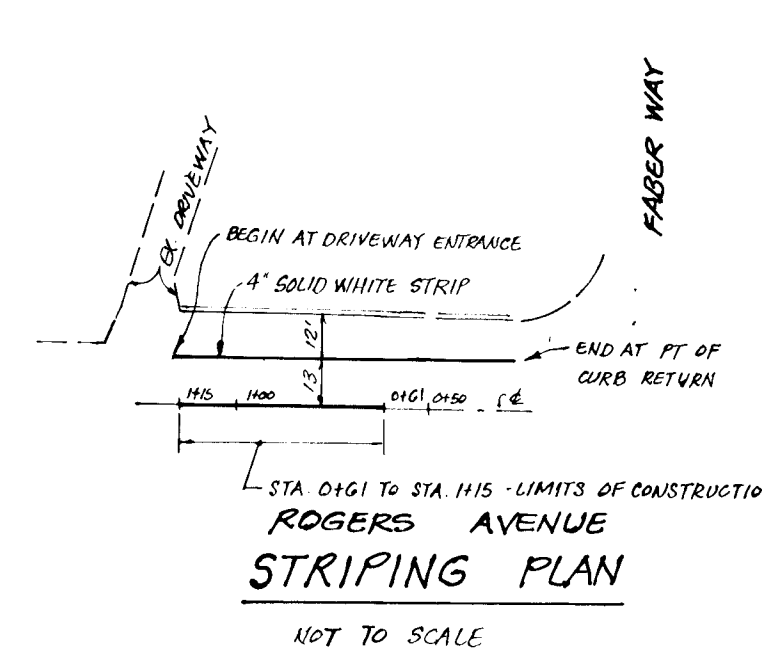 FABER WAY
EX. DRIVEWAY
BEGIN AT DRIVEWAY ENTRANCE
4" SOLID WHITE STRIP
12'
13'
END AT PT OF
CURB RETURN
1+15 1+00 0+61 0+50 ℄
STA. 0+61 TO STA. 1+15 - LIMITS OF CONSTRUCTIO
ROGERS AVENUE
STRIPING PLAN
NOT TO SCALE